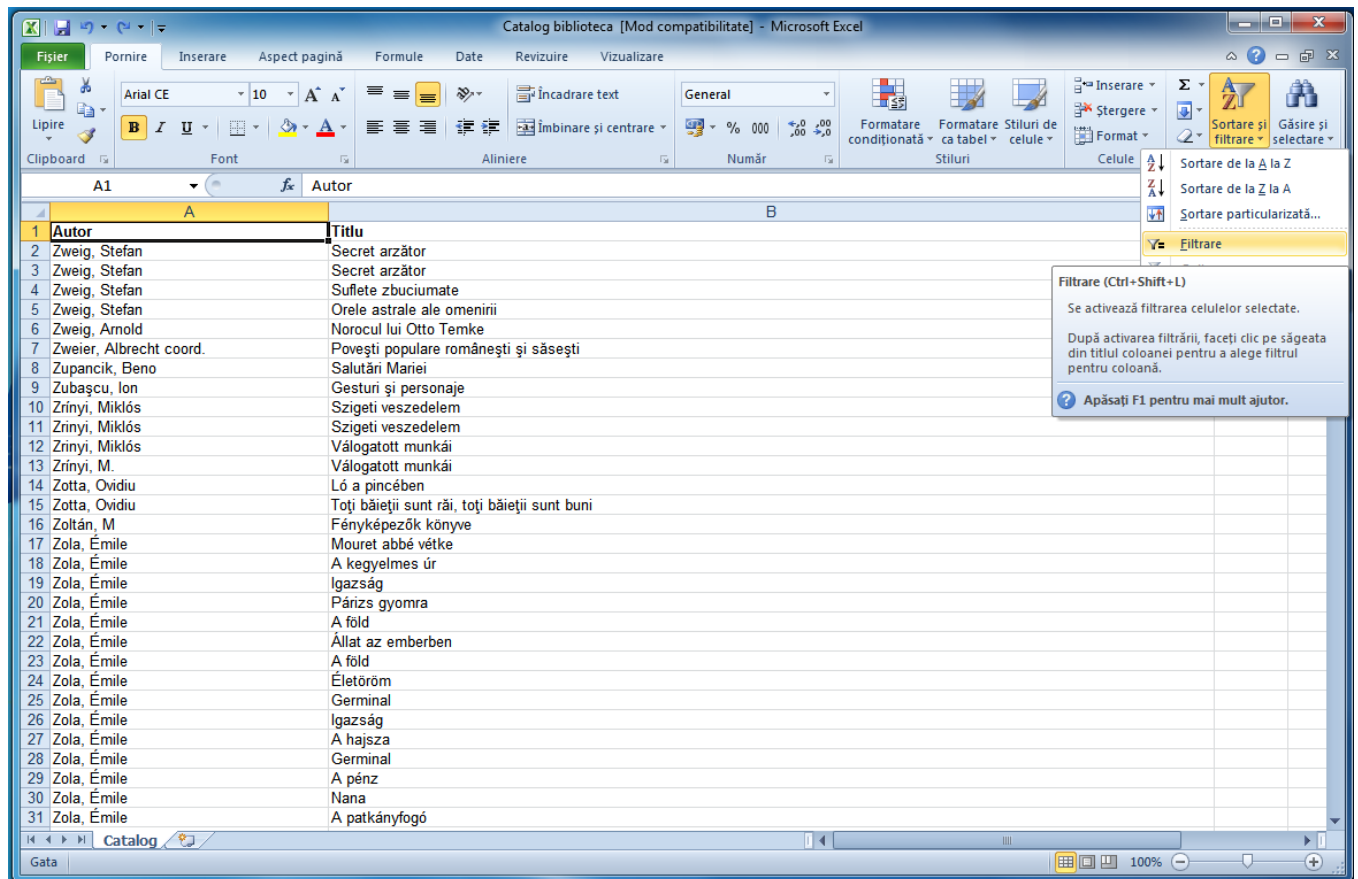 Catalog biblioteca [Mod compatibilitate] - Microsoft Excel
Fișier Pornire Inserare Aspect pagină Formule Date Revizuire Vizualizare
Arial CE 10 Încadrare text General Inserare
Lipire Ștergere
B I U Îmbinare și centrare % 000 Formatare condiționată Formatare ca tabel Stiluri de celule Format Sortare și filtrare Găsire și selectare
Clipboard Font Aliniere Număr Stiluri Celule
Sortare de la A la Z
Sortare de la Z la A
Sortare particularizată...
Filtrare
Filtrare (Ctrl+Shift+L)
Se activează filtrarea celulelor selectate.
După activarea filtrării, faceți clic pe săgeata
din titlul coloanei pentru a alege filtrul
pentru coloană.
Apăsați F1 pentru mai mult ajutor.
A1 fx Autor
A B
1 Autor Titlu
2 Zweig, Stefan Secret arzător
3 Zweig, Stefan Secret arzător
4 Zweig, Stefan Suflete zbuciumate
5 Zweig, Stefan Orele astrale ale omenirii
6 Zweig, Arnold Norocul lui Otto Temke
7 Zweier, Albrecht coord. Poveşti populare româneşti şi săseşti
8 Zupancik, Beno Salutări Mariei
9 Zubaşcu, Ion Gesturi şi personaje
10 Zrínyi, Miklós Szigeti veszedelem
11 Zrinyi, Miklós Szigeti veszedelem
12 Zrinyi, Miklós Válogatott munkái
13 Zrínyi, M. Válogatott munkái
14 Zotta, Ovidiu Ló a pincében
15 Zotta, Ovidiu Toţi băieţii sunt răi, toţi băieţii sunt buni
16 Zoltán, M Fényképezők könyve
17 Zola, Émile Mouret abbé vétke
18 Zola, Émile A kegyelmes úr
19 Zola, Émile Igazság
20 Zola, Émile Párizs gyomra
21 Zola, Émile A föld
22 Zola, Émile Állat az emberben
23 Zola, Émile A föld
24 Zola, Émile Életöröm
25 Zola, Émile Germinal
26 Zola, Émile Igazság
27 Zola, Émile A hajsza
28 Zola, Émile Germinal
29 Zola, Émile A pénz
30 Zola, Émile Nana
31 Zola, Émile A patkányfogó
Catalog
Gata 100%